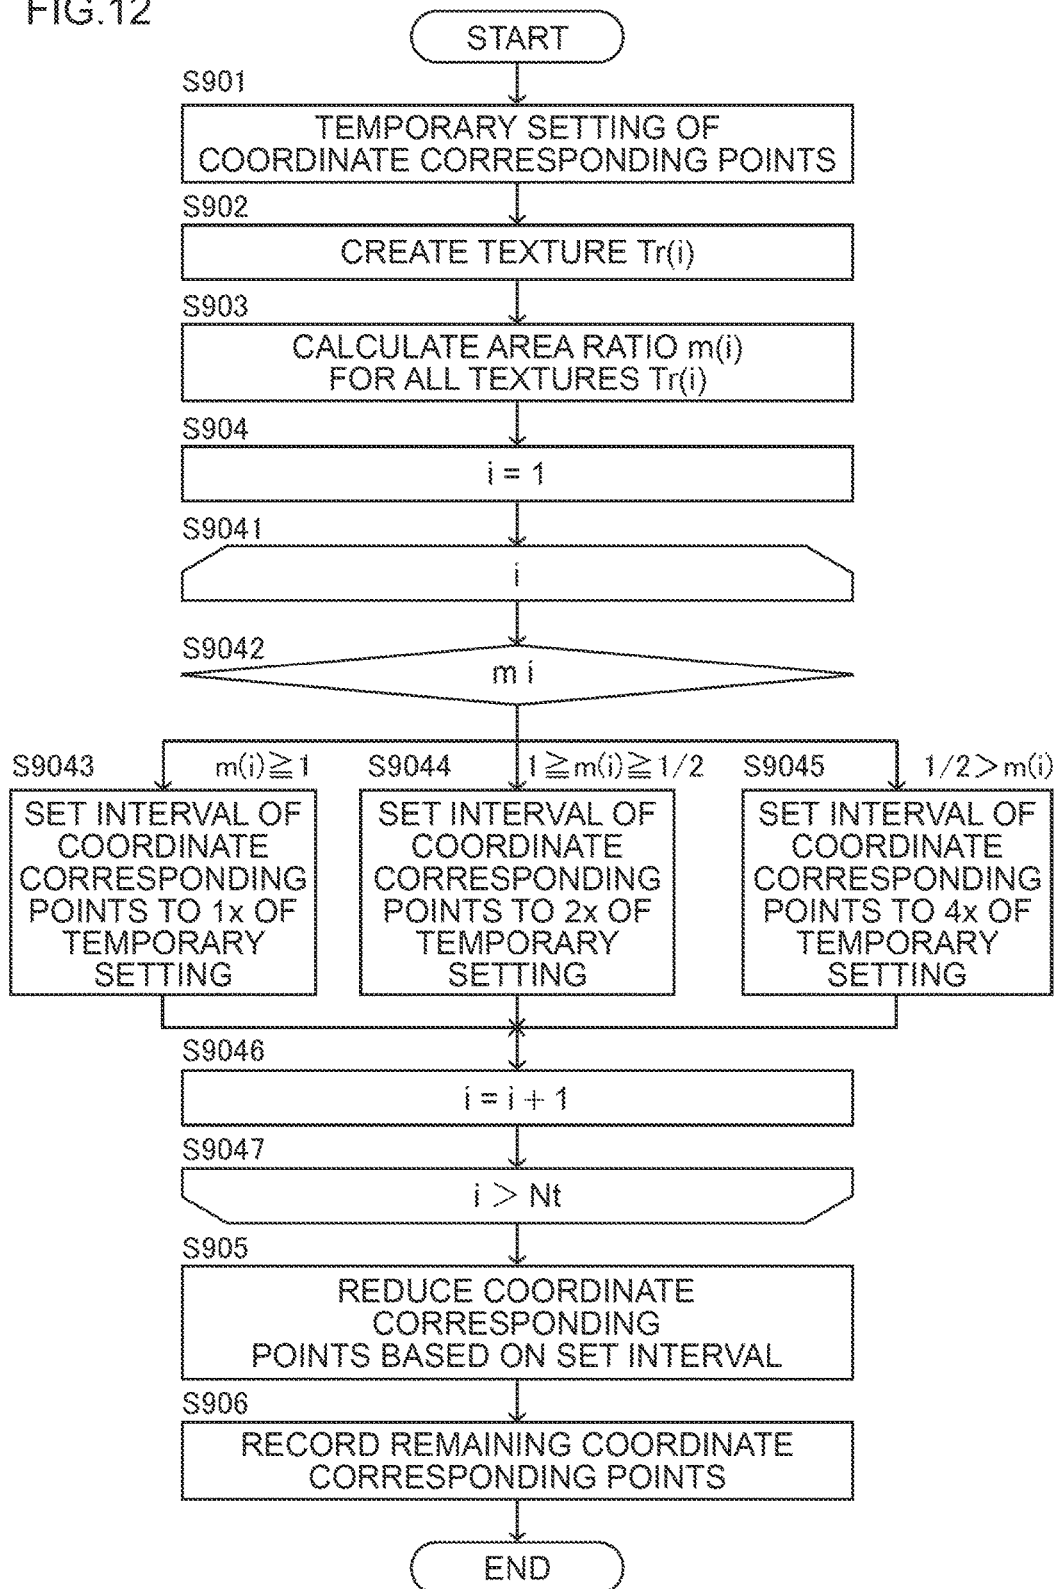 FIG.12
START
S901
TEMPORARY SETTING OF
COORDINATE CORRESPONDING POINTS
S902
CREATE TEXTURE Tr(i)
S903
CALCULATE AREA RATIO m(i)
FOR ALL TEXTURES Tr(i)
S904
i = 1
S9041
i
S9042
m i
S9043
m(i)≧1
SET INTERVAL OF
COORDINATE
CORRESPONDING
POINTS TO 1x OF
TEMPORARY
SETTING
S9044
1≧m(i)≧1/2
SET INTERVAL OF
COORDINATE
CORRESPONDING
POINTS TO 2x OF
TEMPORARY
SETTING
S9045
1/2>m(i)
SET INTERVAL OF
COORDINATE
CORRESPONDING
POINTS TO 4x OF
TEMPORARY
SETTING
S9046
i = i + 1
S9047
i > Nt
S905
REDUCE COORDINATE
CORRESPONDING
POINTS BASED ON SET INTERVAL
S906
RECORD REMAINING COORDINATE
CORRESPONDING POINTS
END